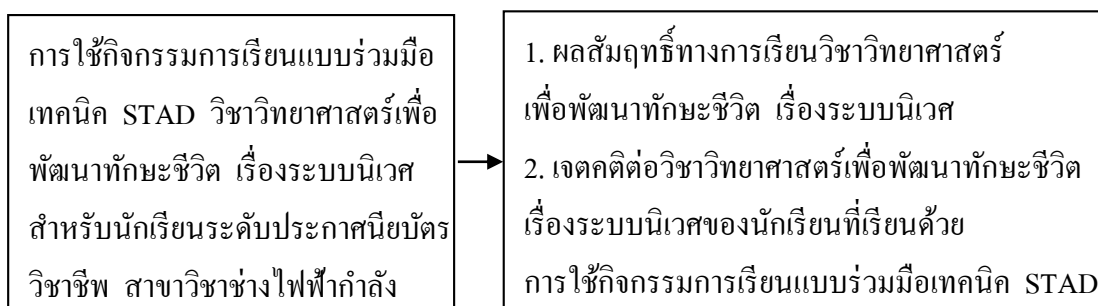 การใช้กิจกรรมการเรียนแบบร่วมมือ
เทคนิค STAD วิชาวิทยาศาสตร์เพื่อ
พัฒนาทักษะชีวิต เรื่องระบบนิเวศ
สำหรับนักเรียนระดับประกาศนียบัตร
วิชาชีพ สาขาวิชาช่างไฟฟ้ากำลัง
1. ผลสัมฤทธิ์ทางการเรียนวิชาวิทยาศาสตร์
เพื่อพัฒนาทักษะชีวิต เรื่องระบบนิเวศ
2. เจตคติต่อวิชาวิทยาศาสตร์เพื่อพัฒนาทักษะชีวิต
เรื่องระบบนิเวศของนักเรียนที่เรียนด้วย
การใช้กิจกรรมการเรียนแบบร่วมมือเทคนิค STAD